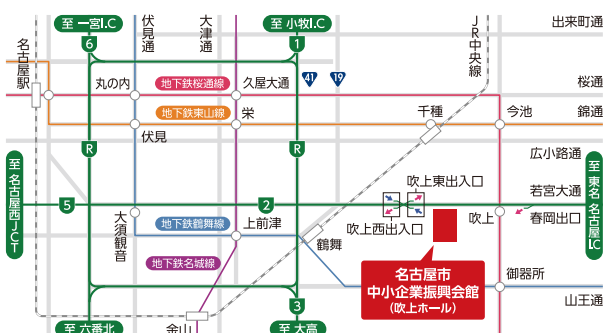 至 一宮I.C
伏見通
大津通
至 小牧I.C
JR中央線
出来町通
名古屋駅
6
1
丸の内
地下鉄桜通線
久屋大通
41
19
桜通
地下鉄東山線
栄
千種
今池
錦通
伏見
R
R
広小路通
吹上東出入口
至 名古屋西JCT
5
2
若宮大通
至 東名 名古屋I.C
大須観音
地下鉄鶴舞線
上前津
吹上西出入口
吹上
春岡出口
鶴舞
地下鉄名城線
名古屋市
中小企業振興会館
(吹上ホール)
御器所
3
山王通
至 六番北
金山
至 大高